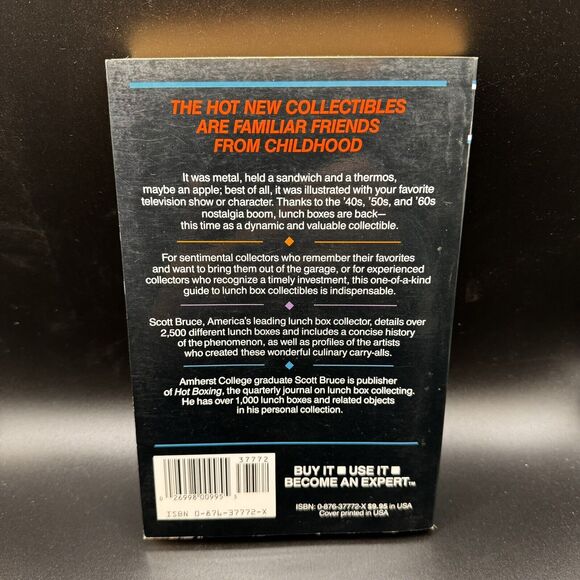 THE HOT NEW COLLECTIBLES
ARE FAMILIAR FRIENDS
FROM CHILDHOOD
It was metal, held a sandwich and a thermos,
maybe an apple; best of all, it was illustrated with your favorite
television show or character. Thanks to the '40s, '50s, and '60s
nostalgia boom, lunch boxes are back—
this time as a dynamic and valuable collectible.
For sentimental collectors who remember their favorites
and want to bring them out of the garage, or for experienced
collectors who recognize a timely investment, this one-of-a-kind
guide to lunch box collectibles is indispensable.
Scott Bruce, America's leading lunch box collector, details over
2,500 different lunch boxes and includes a concise history
of the phenomenon, as well as profiles of the artists
who created these wonderful culinary carry-alls.
Amherst College graduate Scott Bruce is publisher
of Hot Boxing, the quarterly journal on lunch box collecting.
He has over 1,000 lunch boxes and related objects
in his personal collection.
37772
0 26998 00995 3
ISBN 0-876-37772-X
BUY IT ■ USE IT ■
BECOME AN EXPERT™
ISBN: 0-876-37772-X $9.95 in USA
Cover printed in USA